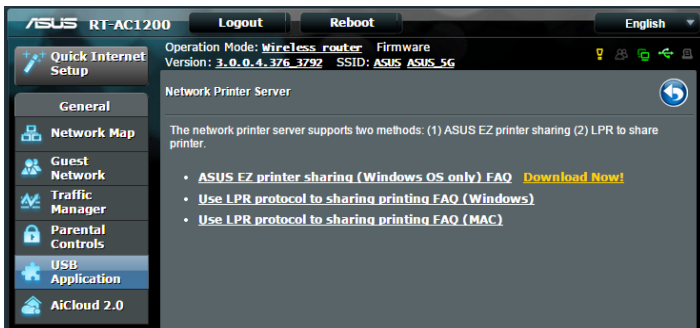 ASUS RT-AC1200 Logout Reboot English
Quick Internet Setup
Operation Mode: Wireless router Firmware
Version: 3.0.0.4.376_3792 SSID: ASUS ASUS_5G
General
Network Map
Guest
Network
Traffic
Manager
Parental
Controls
USB
Application
AiCloud 2.0
Network Printer Server
The network printer server supports two methods: (1) ASUS EZ printer sharing (2) LPR to share
printer.
ASUS EZ printer sharing (Windows OS only) FAQ Download Now!
Use LPR protocol to sharing printing FAQ (Windows)
Use LPR protocol to sharing printing FAQ (MAC)